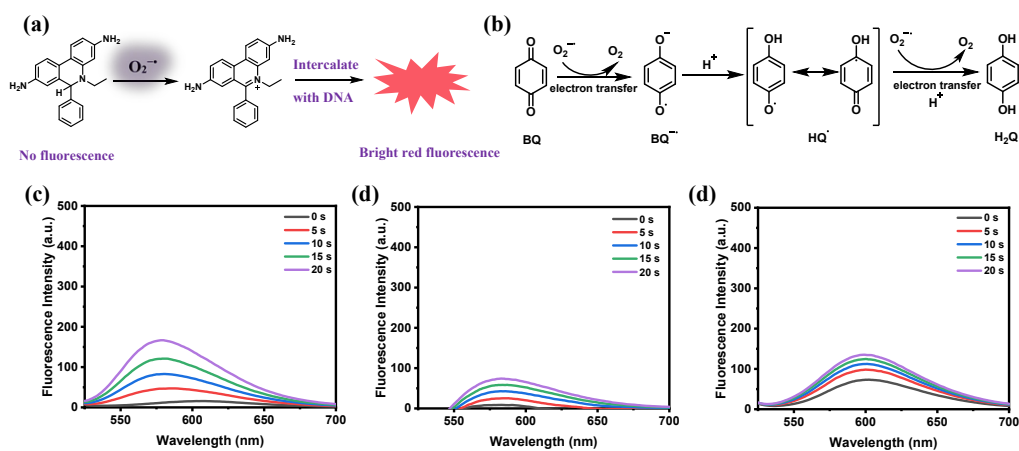 (a)
NH₂
H₂N
H
N
O₂⁻•
NH₂
H₂N
N
+
Intercalate
with DNA
No fluorescence
Bright red fluorescence
(b)
O
O
BQ
O₂⁻• O₂
electron transfer
O⁻
O•
BQ⁻•
H⁺
OH
O•
OH
•
O
HQ•
O₂⁻• O₂
electron transfer
H⁺
OH
OH
H₂Q
(c)
Fluorescence Intensity (a.u.)
500
400
300
200
100
0
550 600 650 700
Wavelength (nm)
0 s
5 s
10 s
15 s
20 s
(d)
Fluorescence Intensity (a.u.)
500
400
300
200
100
0
550 600 650 700
Wavelength (nm)
0 s
5 s
10 s
15 s
20 s
(d)
Fluorescence Intensity (a.u.)
500
400
300
200
100
0
550 600 650 700
Wavelength (nm)
0 s
5 s
10 s
15 s
20 s